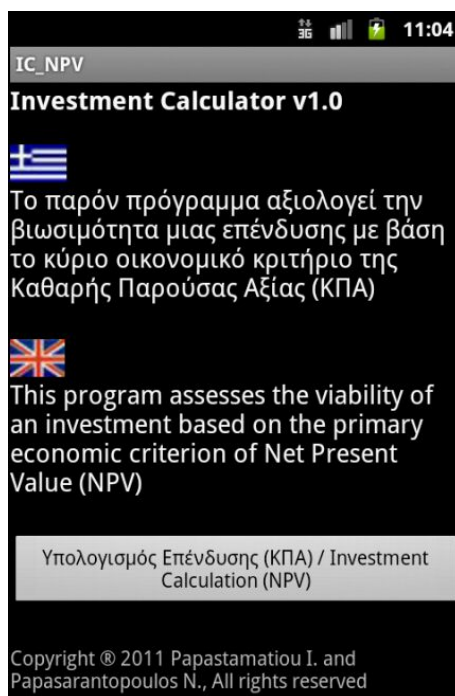 3G 11:04
IC_NPV
Investment Calculator v1.0
Το παρόν πρόγραμμα αξιολογεί την
βιωσιμότητα μιας επένδυσης με βάση
το κύριο οικονομικό κριτήριο της
Καθαρής Παρούσας Αξίας (ΚΠΑ)
This program assesses the viability of
an investment based on the primary
economic criterion of Net Present
Value (NPV)
Υπολογισμός Επένδυσης (ΚΠΑ) / Investment
Calculation (NPV)
Copyright ® 2011 Papastamatiou I. and
Papasarantopoulos N., All rights reserved